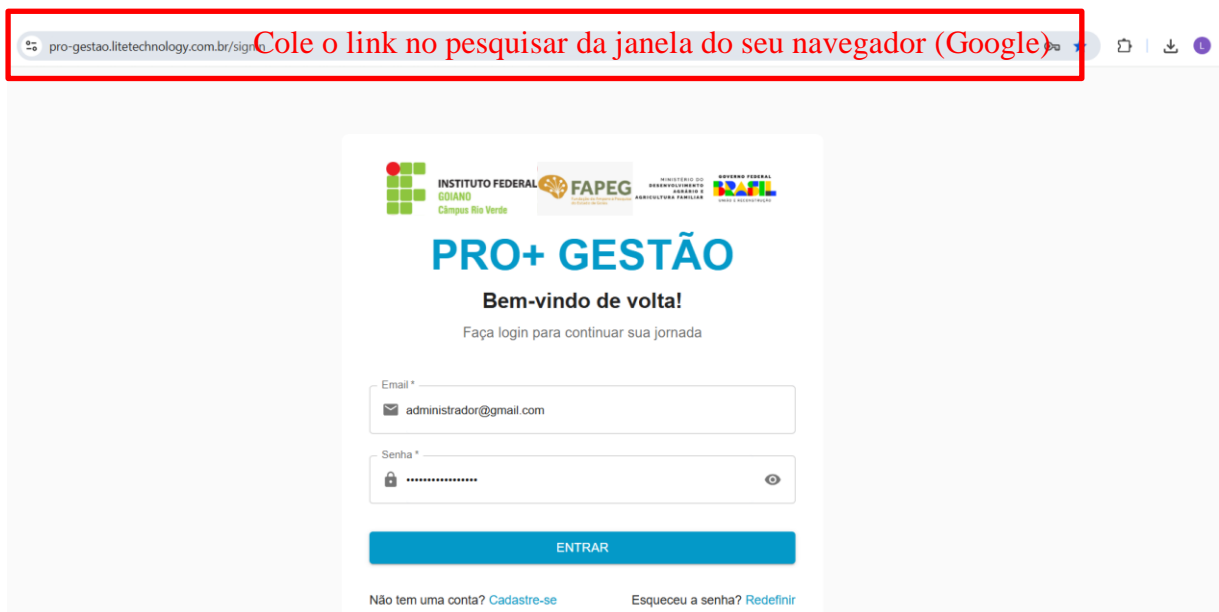 pro-gestao.litetechnology.com.br/signin
Cole o link no pesquisar da janela do seu navegador (Google)
L
INSTITUTO FEDERAL
GOIANO
Câmpus Rio Verde
FAPEG
MINISTÉRIO DO
DESENVOLVIMENTO
AGRÁRIO E
AGRICULTURA FAMILIAR
GOVERNO FEDERAL
BRASIL
UNIÃO E RECONSTRUÇÃO
PRO+ GESTÃO
Bem-vindo de volta!
Faça login para continuar sua jornada
Email *
administrador@gmail.com
Senha *
•••••••••••••••••
ENTRAR
Não tem uma conta? Cadastre-se
Esqueceu a senha? Redefinir